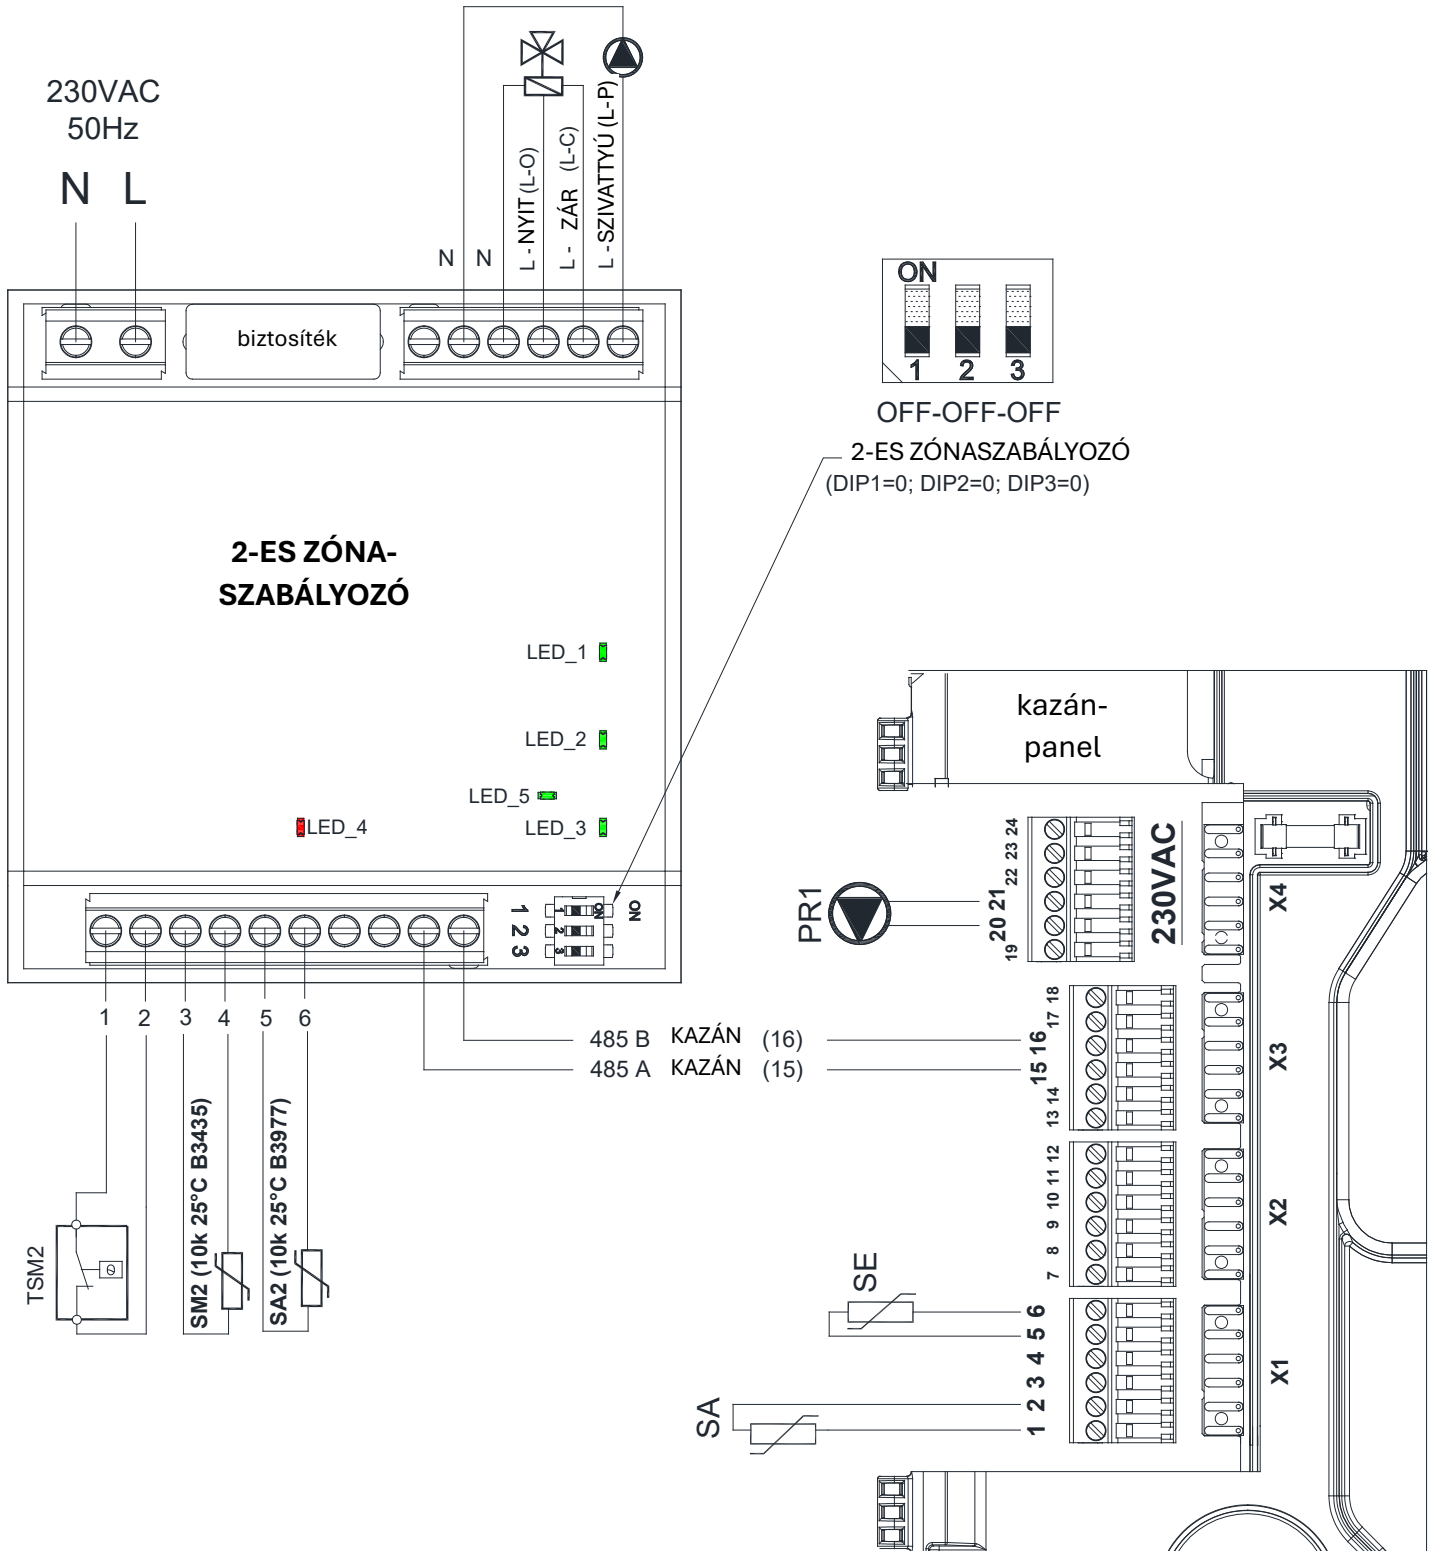 230VAC
50Hz
N L
N N
L - NYIT (L-O)
L - ZÁR (L-C)
L - SZIVATTYÚ (L-P)
biztosíték
ON
1 2 3
OFF-OFF-OFF
2-ES ZÓNASZABÁLYOZÓ
(DIP1=0; DIP2=0; DIP3=0)
2-ES ZÓNA-
SZABÁLYOZÓ
LED_1
LED_2
LED_5
LED_4
LED_3
1 2 3
1 2 3
ON
ON
1 2 3 4 5 6
485 B KAZÁN (16)
485 A KAZÁN (15)
TSM2
SM2 (10k 25°C B3435)
SA2 (10k 25°C B3977)
kazán-
panel
PR1
19 20 21 22 23 24
230VAC
X4
13 14 15 16 17 18
X3
7 8 9 10 11 12
X2
SE
SA
1 2 3 4 5 6
X1